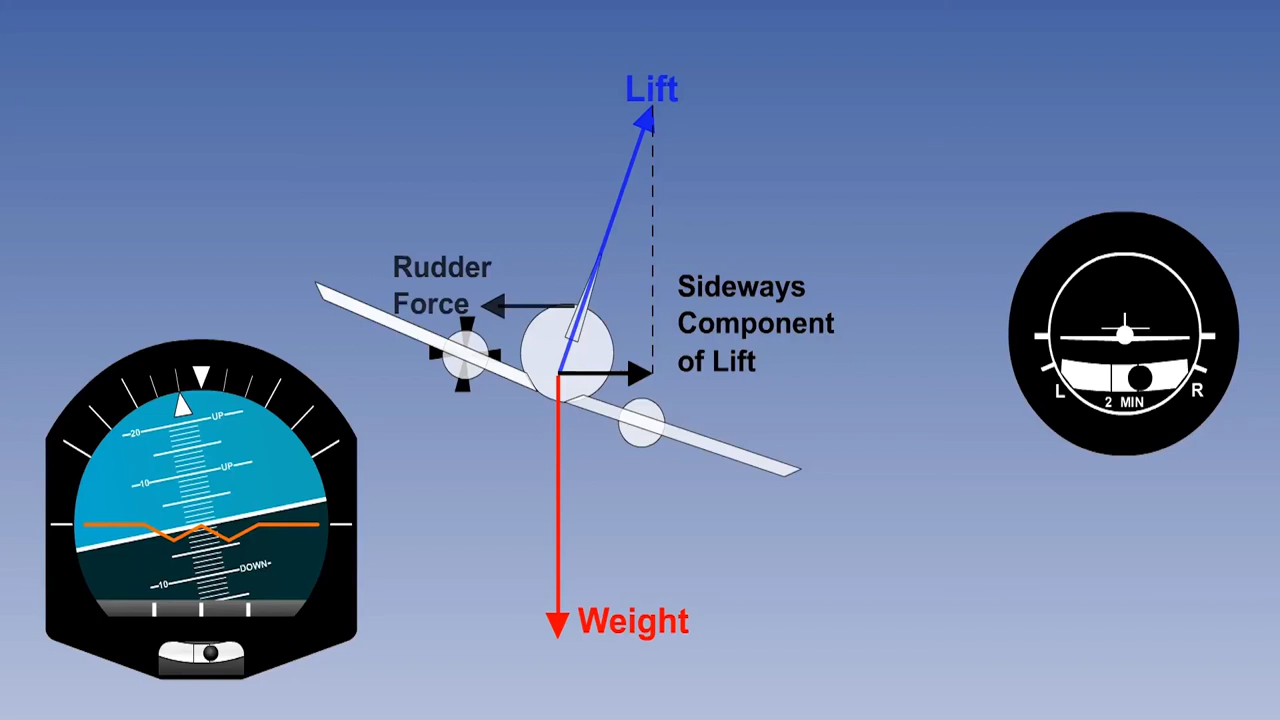 Lift
Rudder
Force
Sideways
Component
of Lift
Weight
20 UP
10 UP
10 DOWN
L 2 MIN R